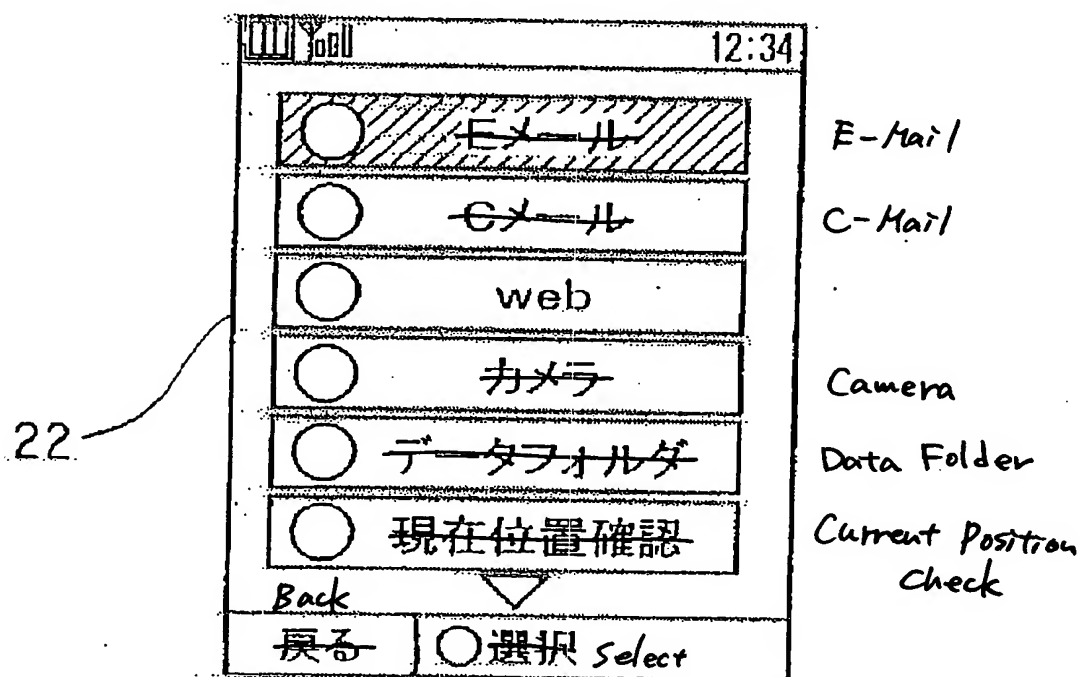 12:34
Eメール E-Mail
Cメール C-Mail
web
カメラ Camera
データフォルダ Data Folder
現在位置確認 Current Position
Check
22
Back
戻る 選択 Select